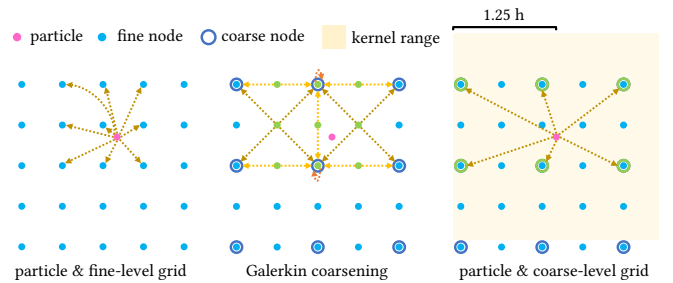 1.25 h
particle fine node coarse node kernel range
particle & fine-level grid Galerkin coarsening particle & coarse-level grid